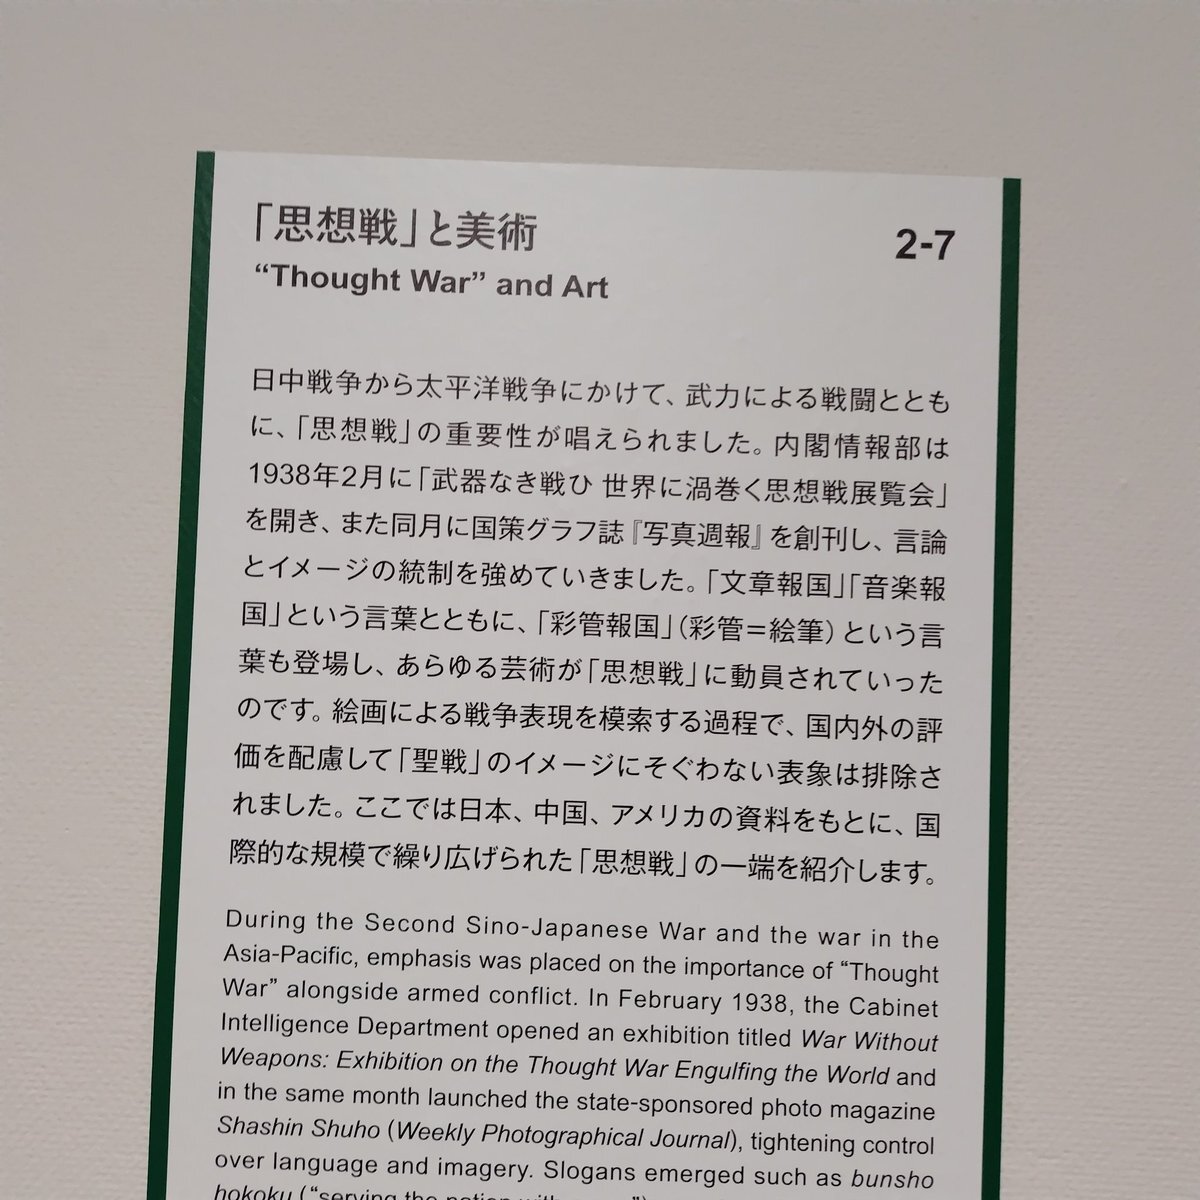 「思想戦」と美術
2-7
“Thought War” and Art
日中戦争から太平洋戦争にかけて、武力による戦闘ととも
に、「思想戦」の重要性が唱えられました。内閣情報部は
1938年2月に「武器なき戦ひ 世界に渦巻く思想戦展覧会」
を開き、また同月に国策グラフ誌『写真週報』を創刊し、言論
とイメージの統制を強めていきました。「文章報国」「音楽報
国」という言葉とともに、「彩管報国」（彩管＝絵筆）という言
葉も登場し、あらゆる芸術が「思想戦」に動員されていった
のです。絵画による戦争表現を模索する過程で、国内外の評
価を配慮して「聖戦」のイメージにそぐわない表象は排除さ
れました。ここでは日本、中国、アメリカの資料をもとに、国
際的な規模で繰り広げられた「思想戦」の一端を紹介します。
During the Second Sino-Japanese War and the war in the
Asia-Pacific, emphasis was placed on the importance of “Thought
War” alongside armed conflict. In February 1938, the Cabinet
Intelligence Department opened an exhibition titled War Without
Weapons: Exhibition on the Thought War Engulfing the World and
in the same month launched the state-sponsored photo magazine
Shashin Shuho (Weekly Photographical Journal), tightening control
over language and imagery. Slogans emerged such as bunsho
hokoku (“serving the nation with